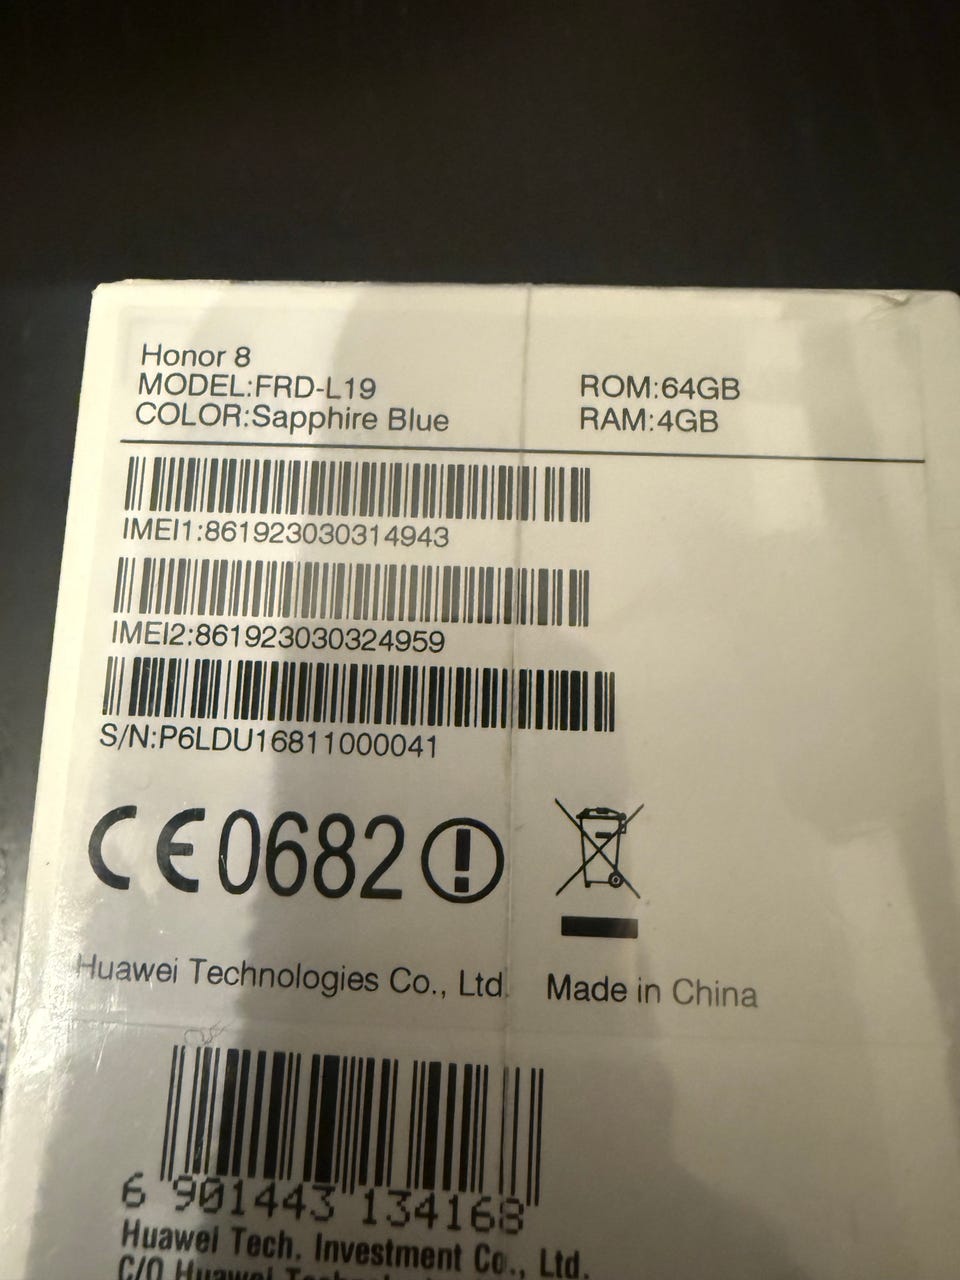 Honor 8
MODEL:FRD-L19 ROM:64GB
COLOR:Sapphire Blue RAM:4GB
IMEI1:861923030314943
IMEI2:861923030324959
S/N:P6LDU16811000041
CE0682
Huawei Technologies Co., Ltd. Made in China
6 901443 134168
Huawei Tech. Investment Co., Ltd.
C/O Huawei